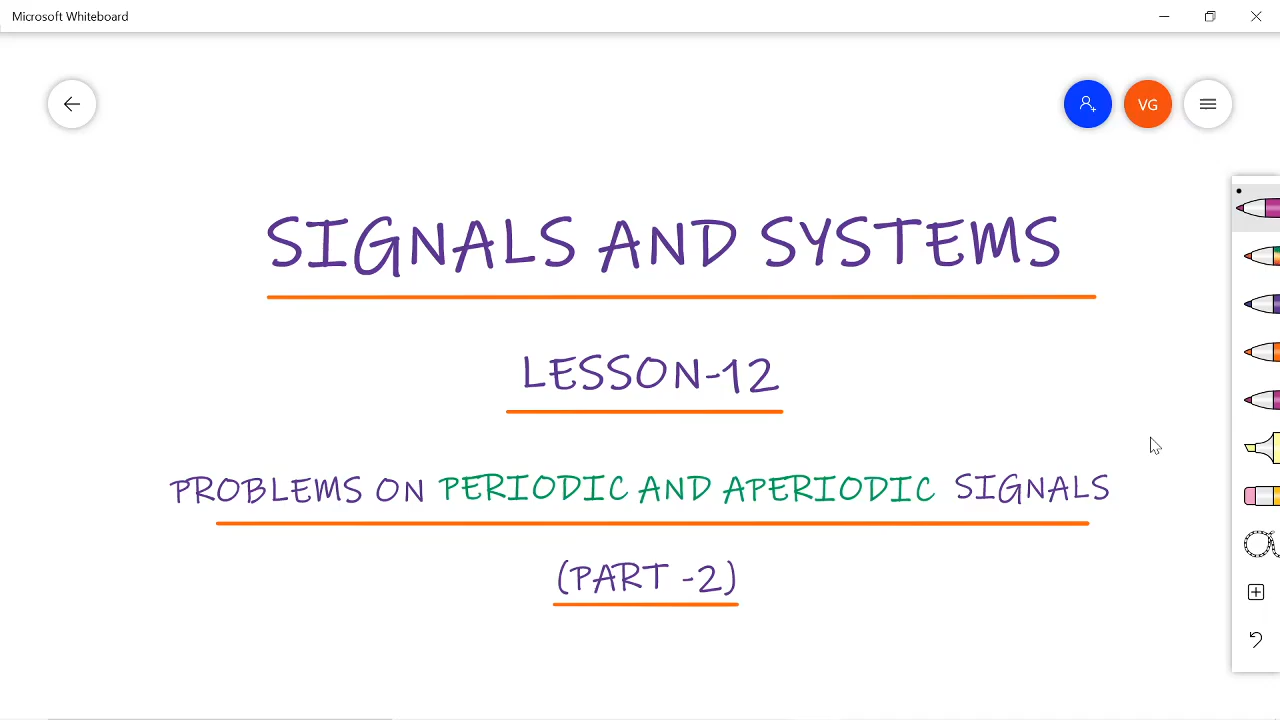 Microsoft Whiteboard
VG
SIGNALS AND SYSTEMS
LESSON-12
PROBLEMS ON PERIODIC AND APERIODIC SIGNALS
(PART -2)